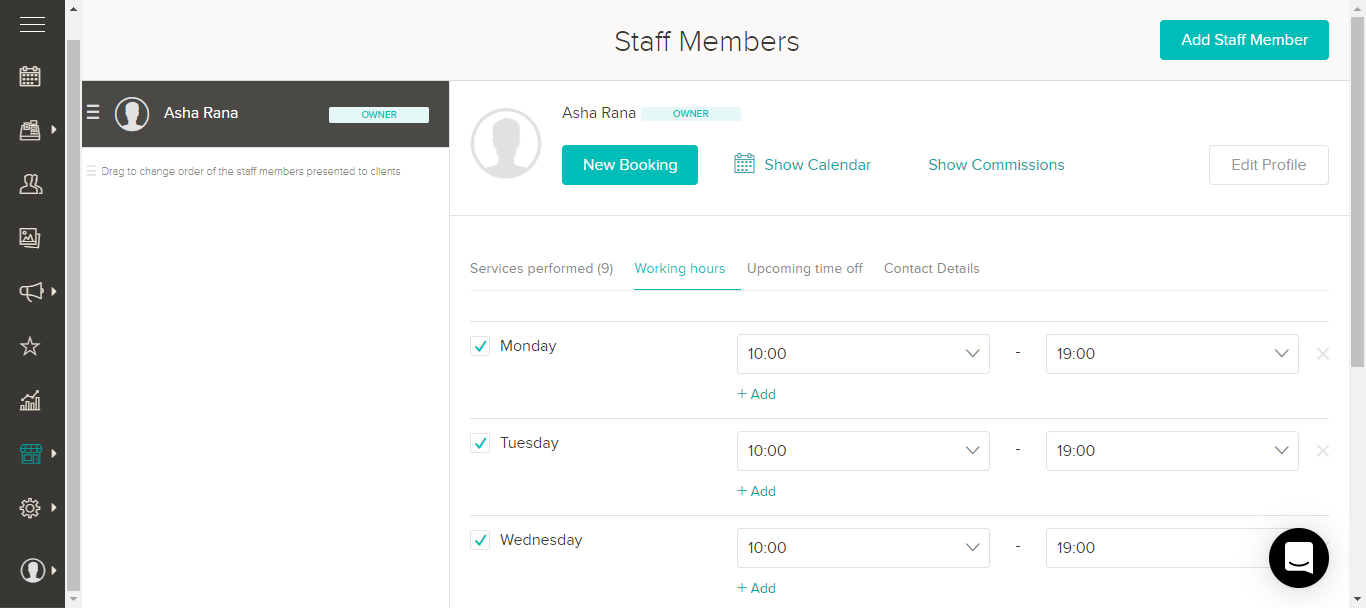 Staff Members
Add Staff Member
Asha Rana OWNER
Drag to change order of the staff members presented to clients
Asha Rana OWNER
New Booking Show Calendar Show Commissions Edit Profile
Services performed (9) Working hours Upcoming time off Contact Details
Monday 10:00 - 19:00
+ Add
Tuesday 10:00 - 19:00
+ Add
Wednesday 10:00 - 19:00
+ Add